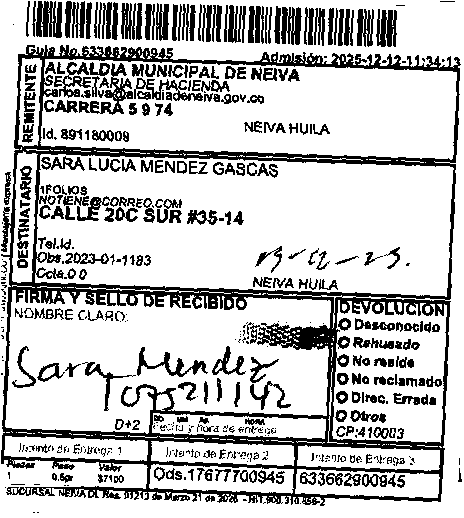 Guia No.633662900945 Admisión: 2025-12-12-11:34:13
REMITENTE
ALCALDIA MUNICIPAL DE NEIVA
SECRETARIA DE HACIENDA
carlos.silva@alcaldiadeneiva.gov.co
CARRERA 5 9 74
NEIVA HUILA
Id. 891180009
DESTINATARIO
SARA LUCIA MENDEZ GASCAS
1FOLIOS
NOTIENE@CORREO.COM
CALLE 20C SUR #35-14
Tel.Id.
Obs.2023-01-1183
Cota.0 0
NEIVA HUILA
FIRMA Y SELLO DE RECIBIDO
NOMBRE CLARO:
Sara Mendez
1075211142
D+2
Fecha y hora de entrega
DEVOLUCION
Desconocido
Rehusado
No reside
No reclamado
Direc. Errada
Otros
CP:410003
Intento de Entrega 1 Intento de Entrega 2 Intento de Entrega 3
Piezas Peso Valor
1 0.5gr $7100
Ods.17677700945 633662900945